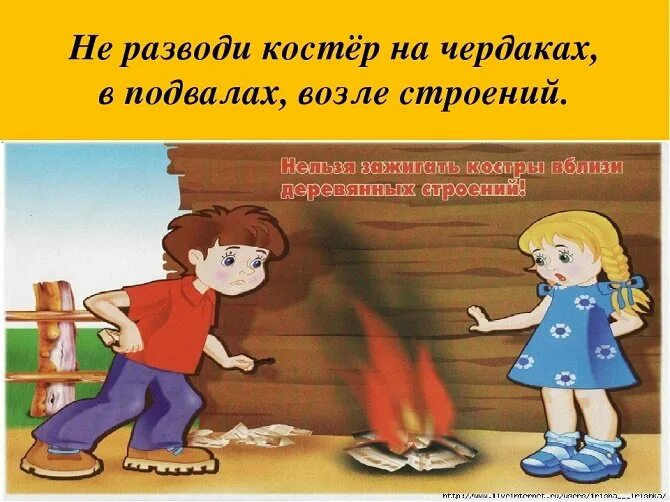 Не разводи костёр на чердаках,
в подвалах, возле строений.
Нельзя зажигать костры вблизи
деревянных строений!